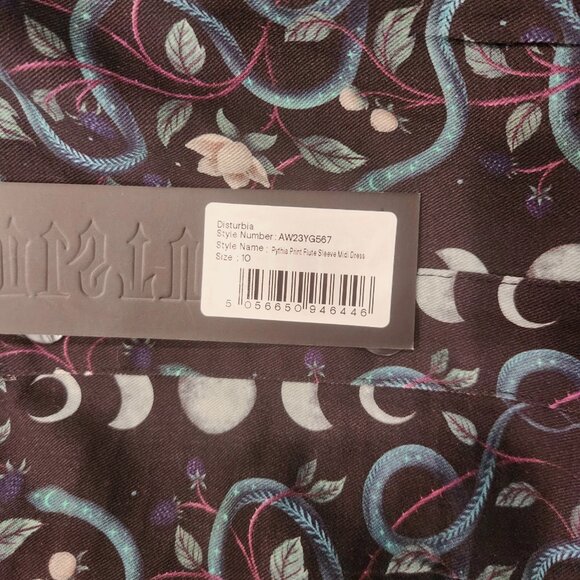 Disturbia
Style Number : AW23YG567
Style Name : Pythia Print Flute Sleeve Midi Dress
Size : 10
5 056650 946446